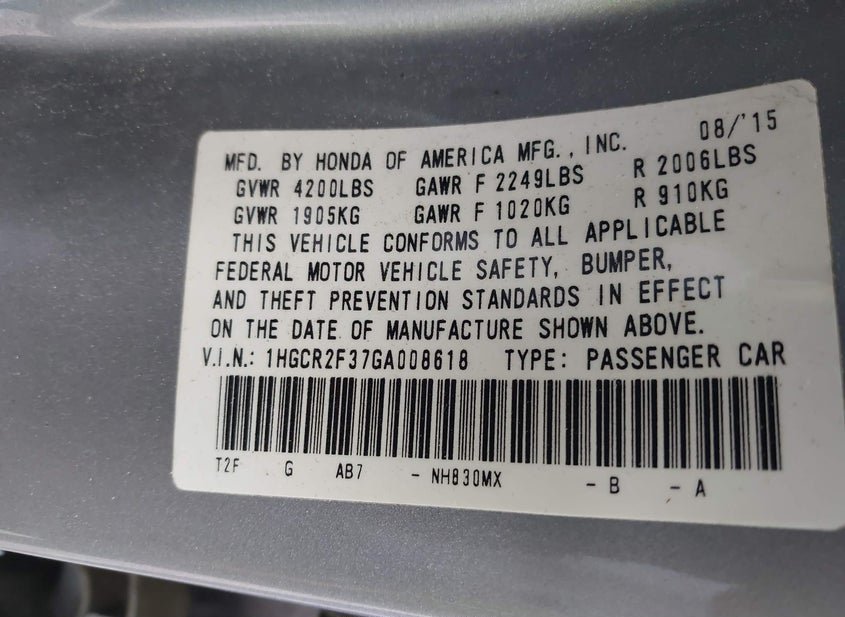 08/'15
MFD. BY HONDA OF AMERICA MFG., INC.
GVWR 4200LBS GAWR F 2249LBS R 2006LBS
GVWR 1905KG GAWR F 1020KG R 910KG
THIS VEHICLE CONFORMS TO ALL APPLICABLE
FEDERAL MOTOR VEHICLE SAFETY, BUMPER,
AND THEFT PREVENTION STANDARDS IN EFFECT
ON THE DATE OF MANUFACTURE SHOWN ABOVE.
V.I.N.: 1HGCR2F37GA008618 TYPE: PASSENGER CAR
T2F G AB7 - NH830MX - B - A